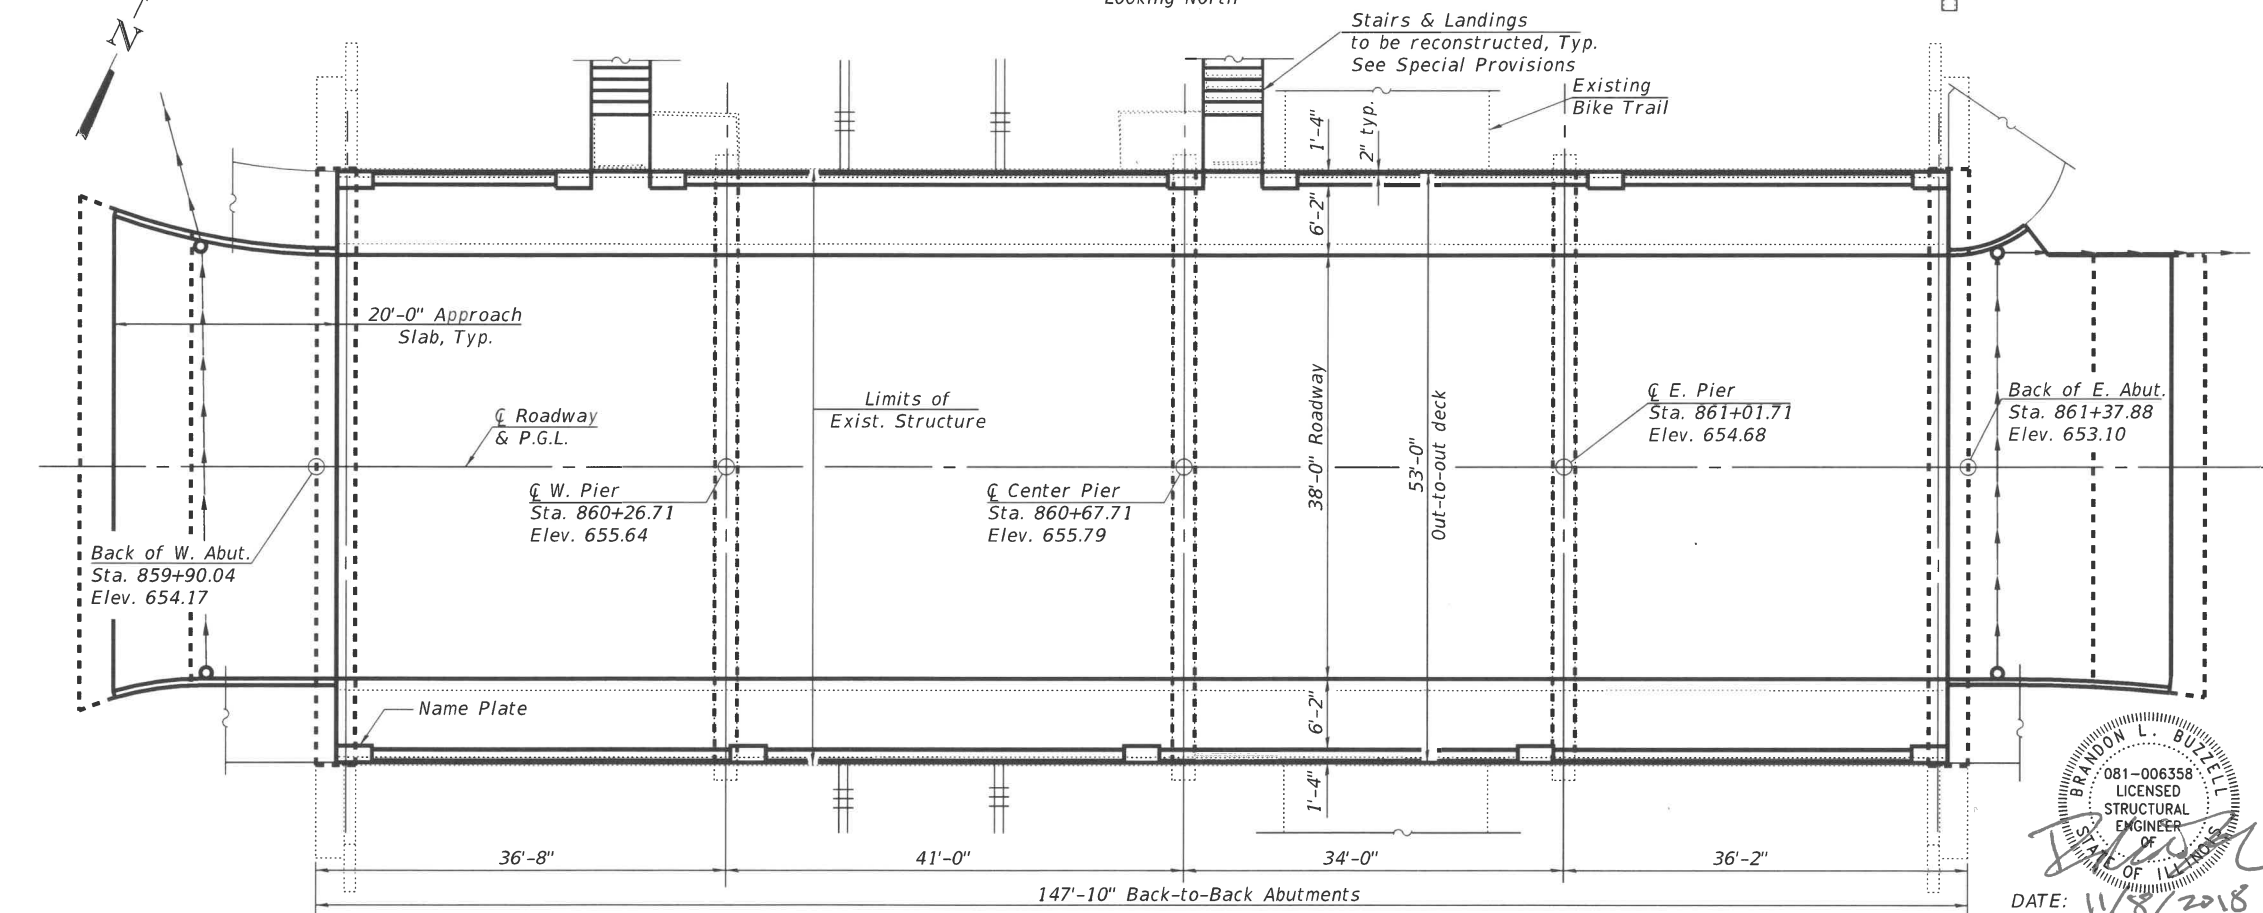 Looking North
N
Stairs & Landings
to be reconstructed, Typ.
See Special Provisions
Existing
Bike Trail
1'-4"
2" typ.
6'-2"
20'-0" Approach
Slab, Typ.
℄ Roadway
& P.G.L.
Limits of
Exist. Structure
38'-0" Roadway
53'-0"
Out-to-out deck
℄ E. Pier
Sta. 861+01.71
Elev. 654.68
Back of E. Abut.
Sta. 861+37.88
Elev. 653.10
℄ W. Pier
Sta. 860+26.71
Elev. 655.64
℄ Center Pier
Sta. 860+67.71
Elev. 655.79
Back of W. Abut.
Sta. 859+90.04
Elev. 654.17
Name Plate
6'-2"
1'-4"
36'-8"
41'-0"
34'-0"
36'-2"
147'-10" Back-to-Back Abutments
BRANDON L. BUZZELL
081-006358
LICENSED
STRUCTURAL
ENGINEER
OF
STATE OF ILLINOIS
DATE: 11/8/2018